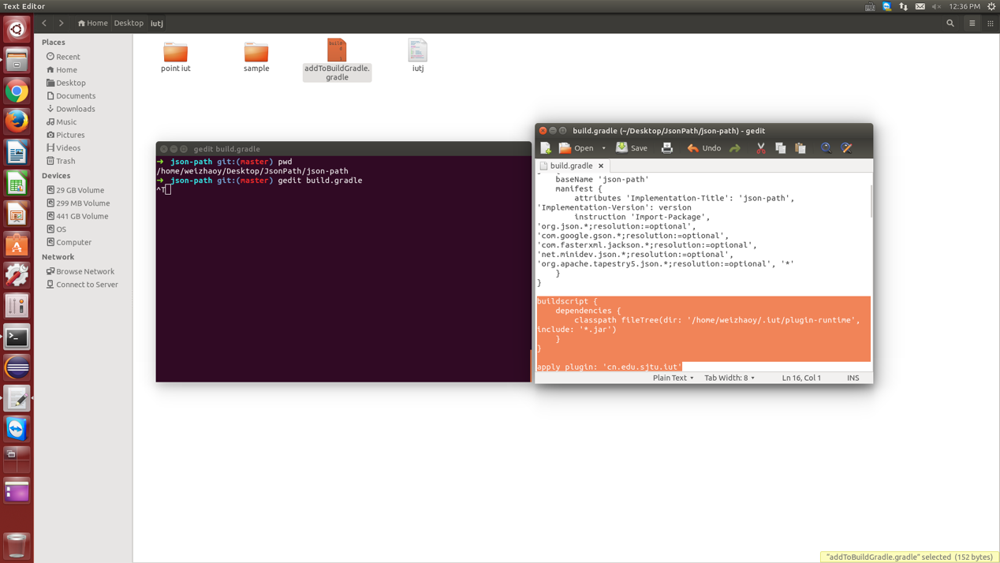 Text Editor
12:36 PM
Home
Desktop
iutj
Places
Recent
Home
Desktop
Documents
Downloads
Music
Pictures
Videos
Trash
Devices
29 GB Volume
299 MB Volume
441 GB Volume
OS
Computer
Network
Browse Network
Connect to Server
point iut
sample
addToBuildGradle.
gradle
iutj
gedit build.gradle
➜ json-path git:(master) pwd
/home/weizhaoy/Desktop/JsonPath/json-path
➜ json-path git:(master) gedit build.gradle
^T
build.gradle (~/Desktop/JsonPath/json-path) - gedit
Open
Save
Undo
build.gradle
baseName 'json-path'
manifest {
attributes 'Implementation-Title': 'json-path',
'Implementation-Version': version
instruction 'Import-Package',
'org.json.*;resolution:=optional',
'com.google.gson.*;resolution:=optional',
'com.fasterxml.jackson.*;resolution:=optional',
'net.minidev.json.*;resolution:=optional',
'org.apache.tapestry5.json.*;resolution:=optional', '*'
}
}
buildscript {
dependencies {
classpath fileTree(dir: '/home/weizhaoy/.iut/plugin-runtime',
include: '*.jar')
}
}
apply plugin: 'cn.edu.sjtu.iut'
Plain Text
Tab Width: 8
Ln 16, Col 1
INS
"addToBuildGradle.gradle" selected (152 bytes)